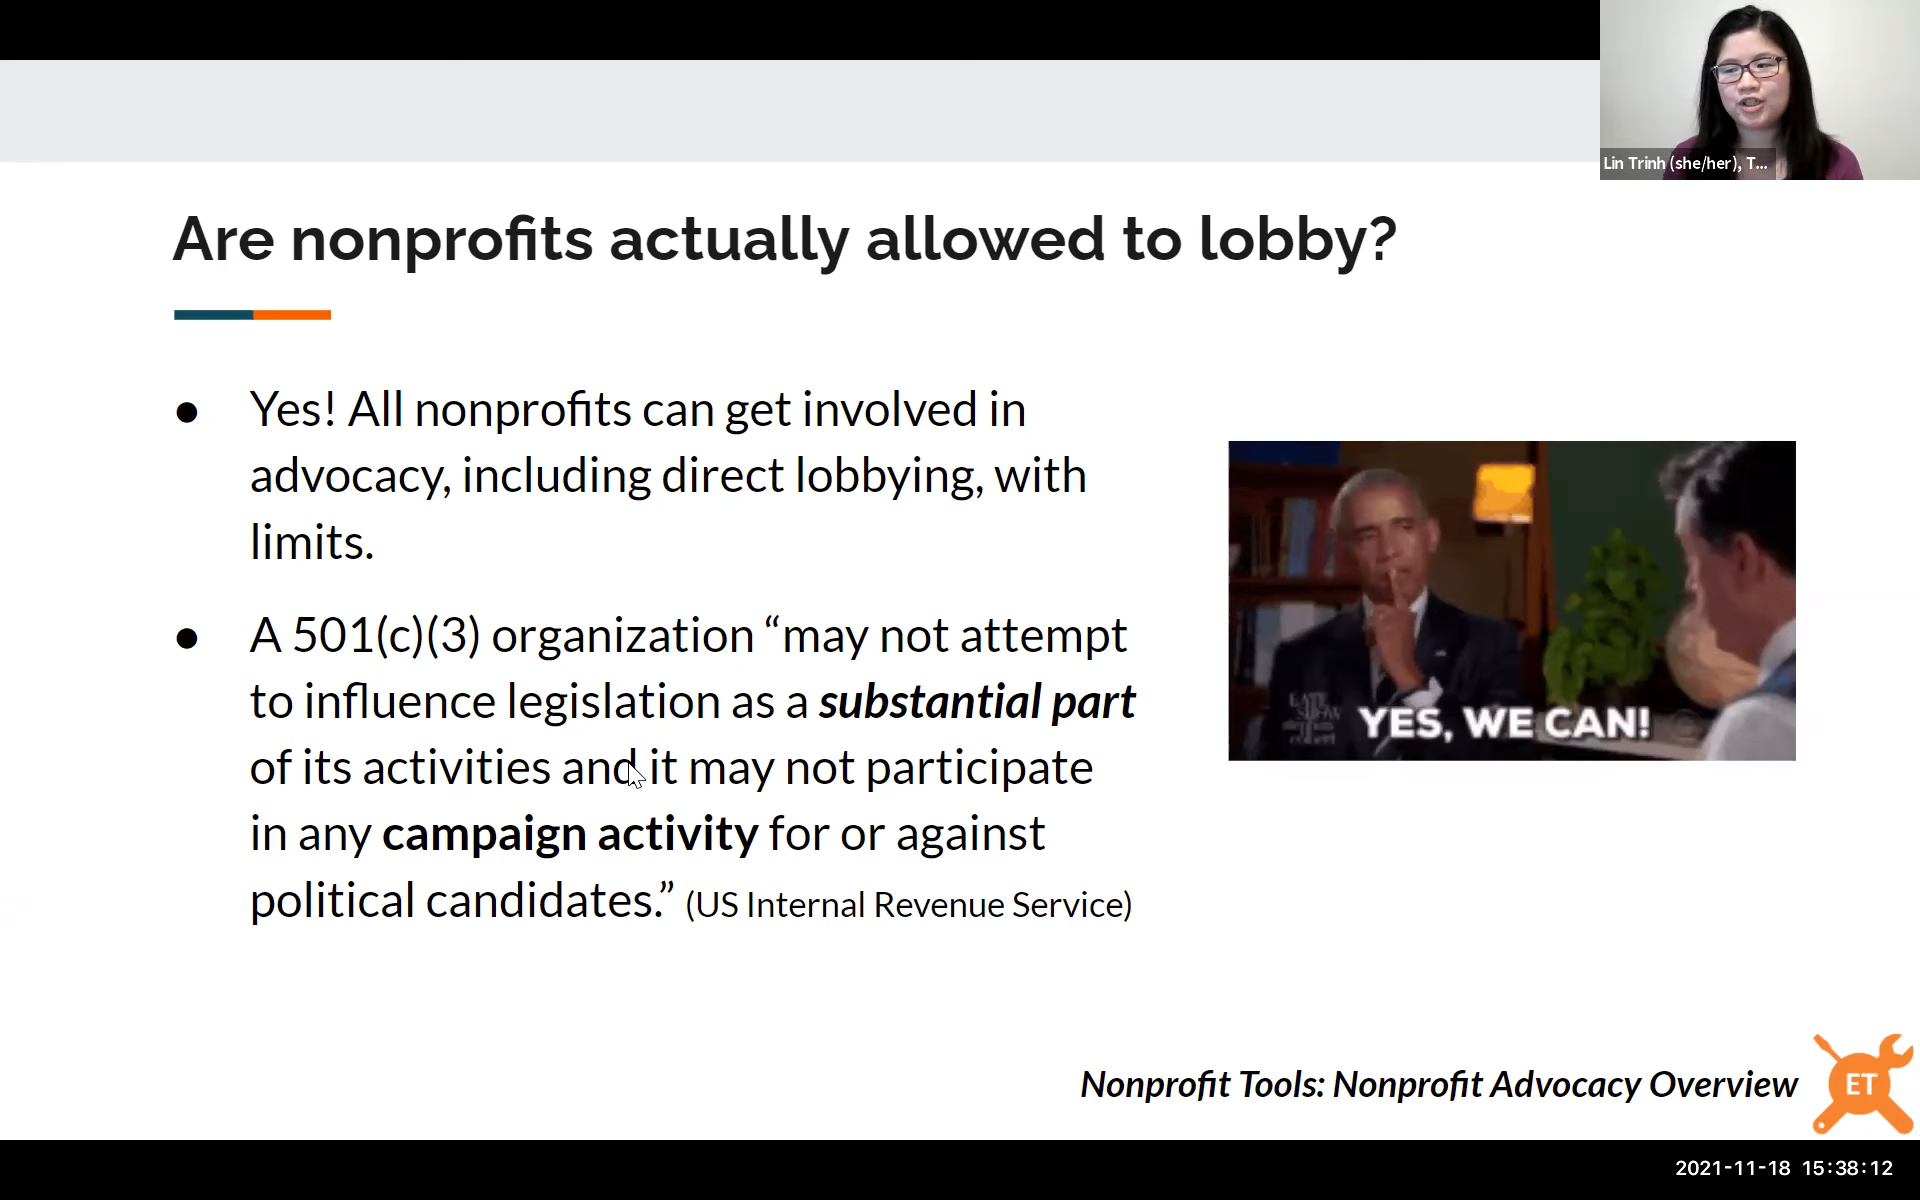 Lin Trinh (she/her), T...
Are nonprofits actually allowed to lobby?
● Yes! All nonprofits can get involved in
advocacy, including direct lobbying, with
limits.
● A 501(c)(3) organization “may not attempt
to influence legislation as a substantial part
of its activities and it may not participate
in any campaign activity for or against
political candidates.” (US Internal Revenue Service)
LATE
SHOW
YES, WE CAN!
Nonprofit Tools: Nonprofit Advocacy Overview
ET
2021-11-18 15:38:12